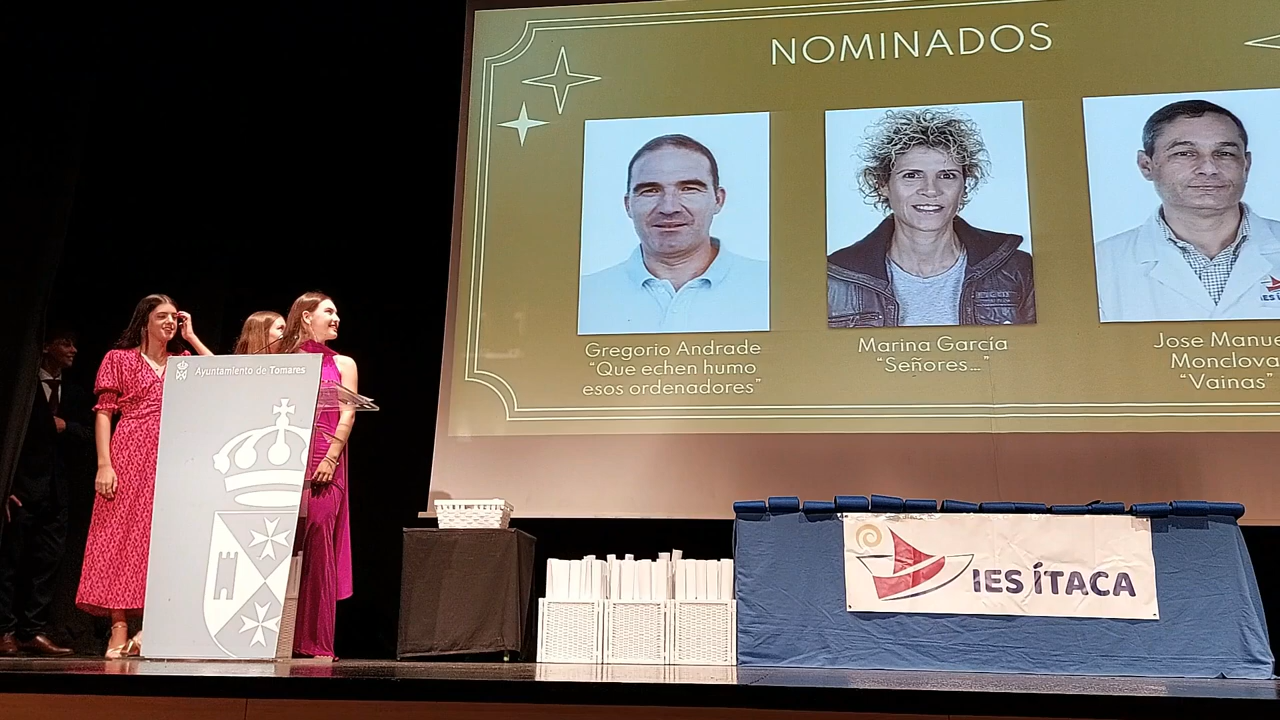 NOMINADOS
Gregorio Andrade
“Que echen humo
esos ordenadores”
Marina García
“Señores...”
Jose Manue
Monclova
“Vainas”
IES
Ayuntamiento de Tomares
IES ÍTACA